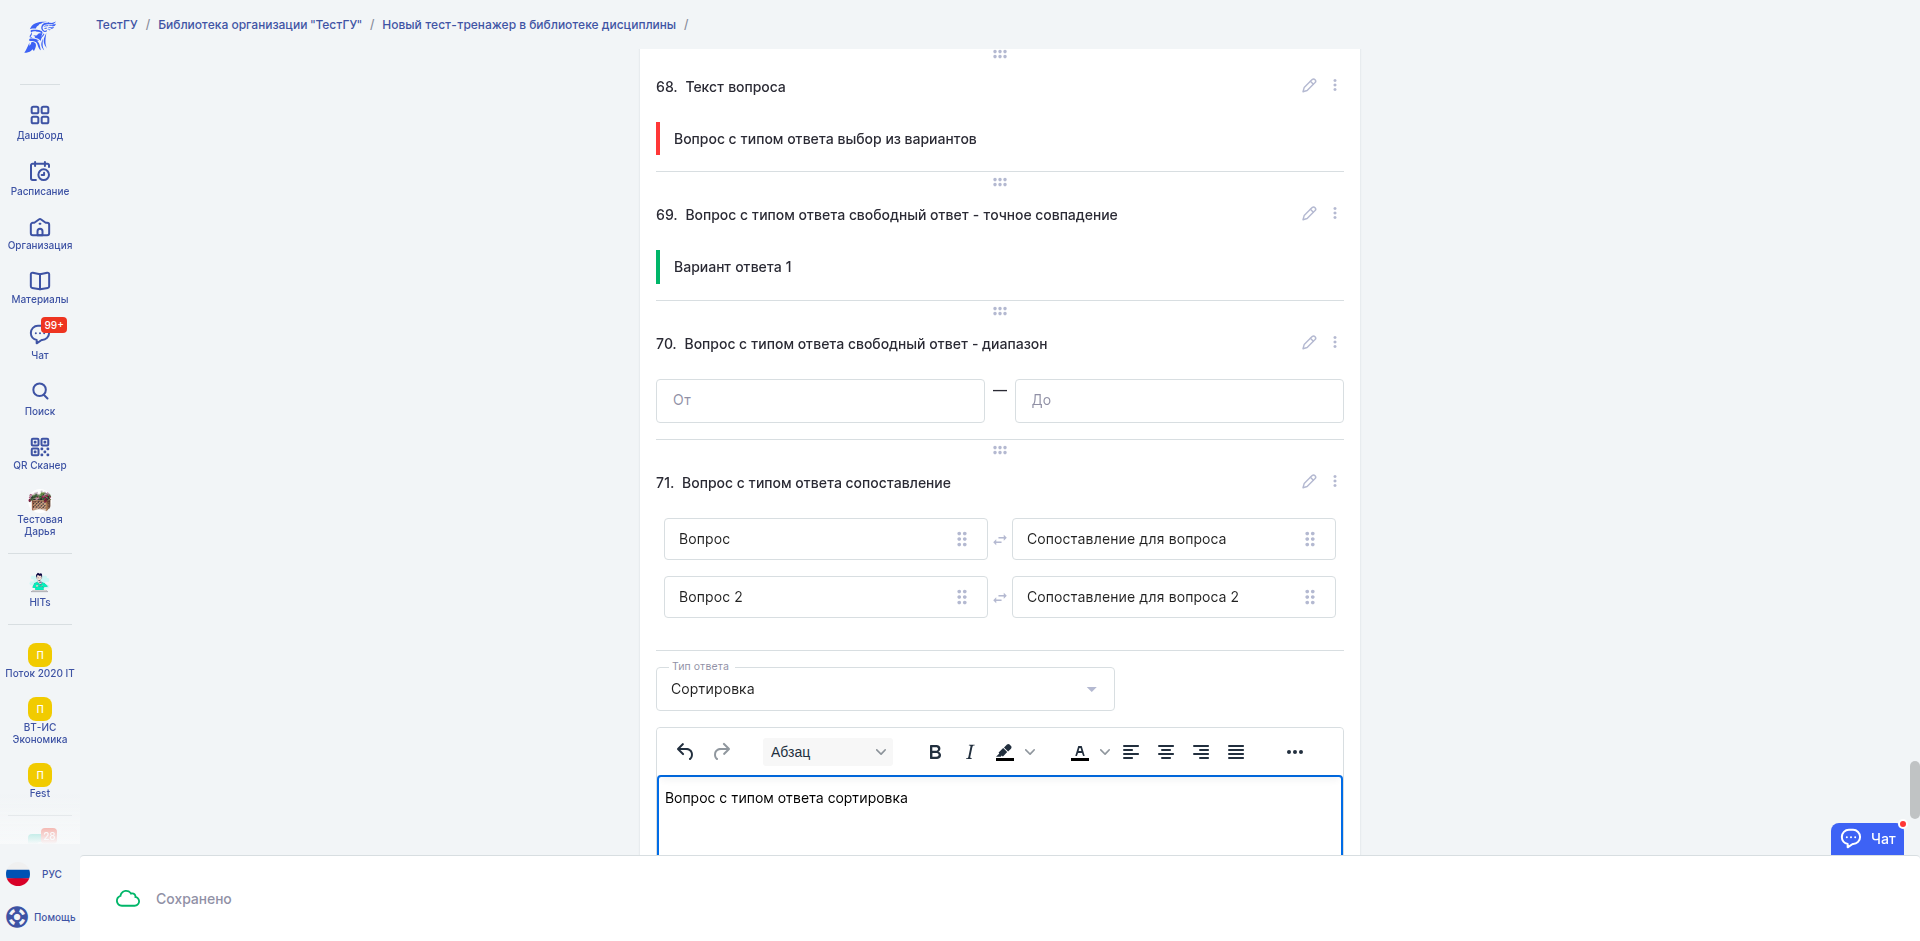 ТестГУ / Библиотека организации "ТестГУ" / Новый тест-тренажер в библиотеке дисциплины /
Дашборд
Расписание
Организация
Материалы
99+
Чат
Поиск
QR Сканер
Тестовая
Дарья
HITs
П
Поток 2020 IT
П
ВТ-ИС
Экономика
П
Fest
28
РУС
Помощь
68. Текст вопроса
Вопрос с типом ответа выбор из вариантов
69. Вопрос с типом ответа свободный ответ - точное совпадение
Вариант ответа 1
70. Вопрос с типом ответа свободный ответ - диапазон
От — До
71. Вопрос с типом ответа сопоставление
Вопрос Сопоставление для вопроса
Вопрос 2 Сопоставление для вопроса 2
Тип ответа
Сортировка
Абзац B I A
Вопрос с типом ответа сортировка
Чат
Сохранено